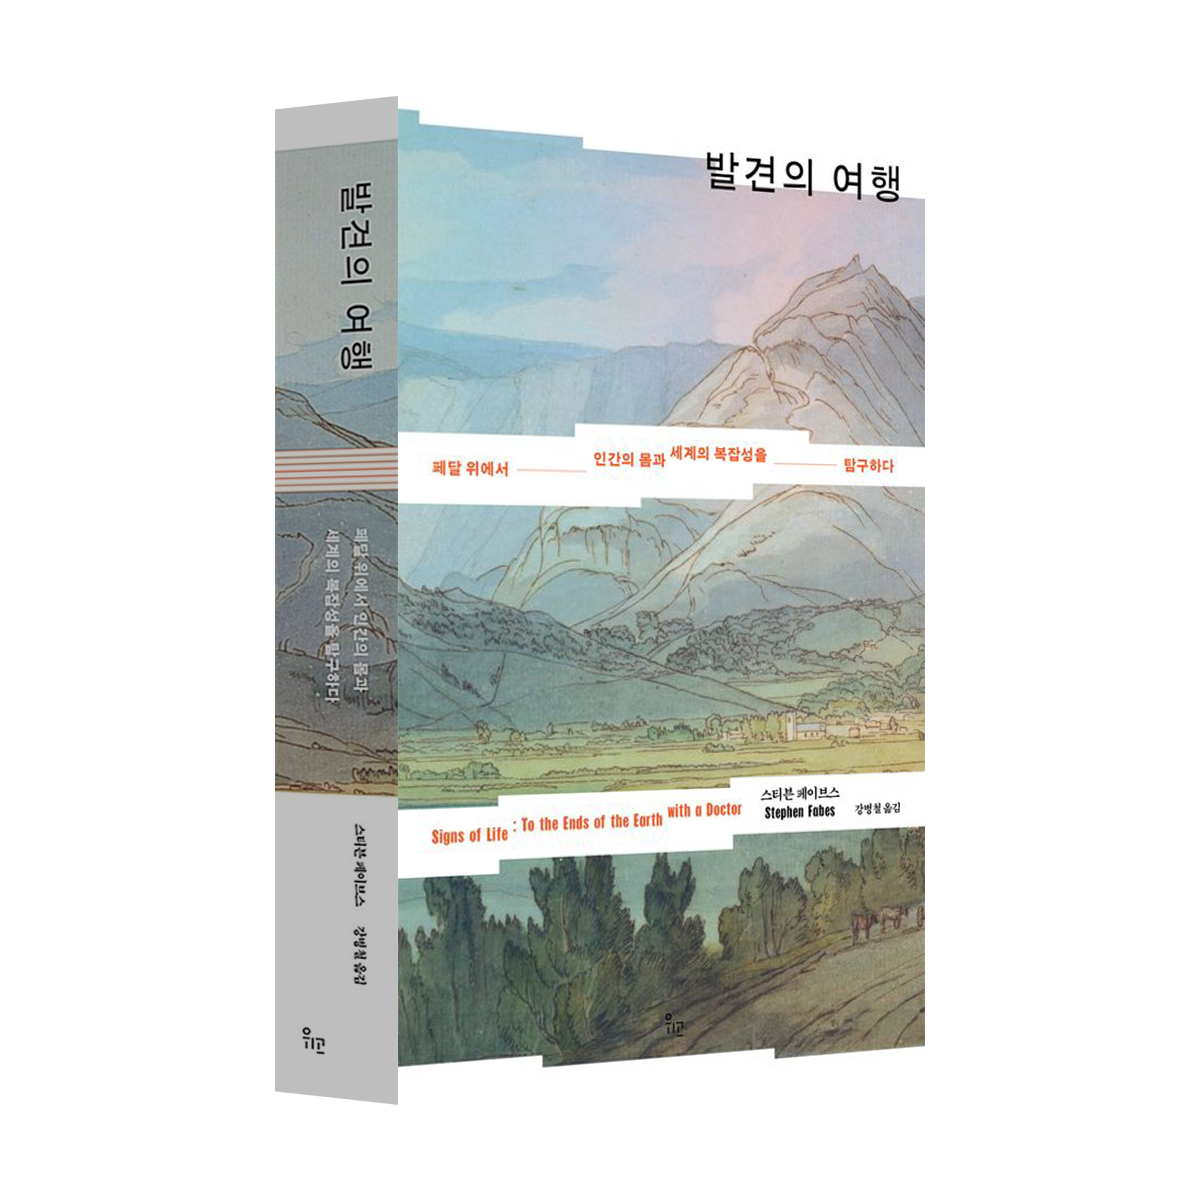 발견의 여행
페달 위에서 인간의 몸과 세계의 복잡성을 탐구하다
스티븐 페이브스
Stephen Fabes
강병철 옮김
Signs of Life : To the Ends of the Earth with a Doctor
위고
발견의 여행
페달 위에서 인간의 몸과
세계의 복잡성을 탐구하다
스티븐 페이브스 강병철 옮김
위고